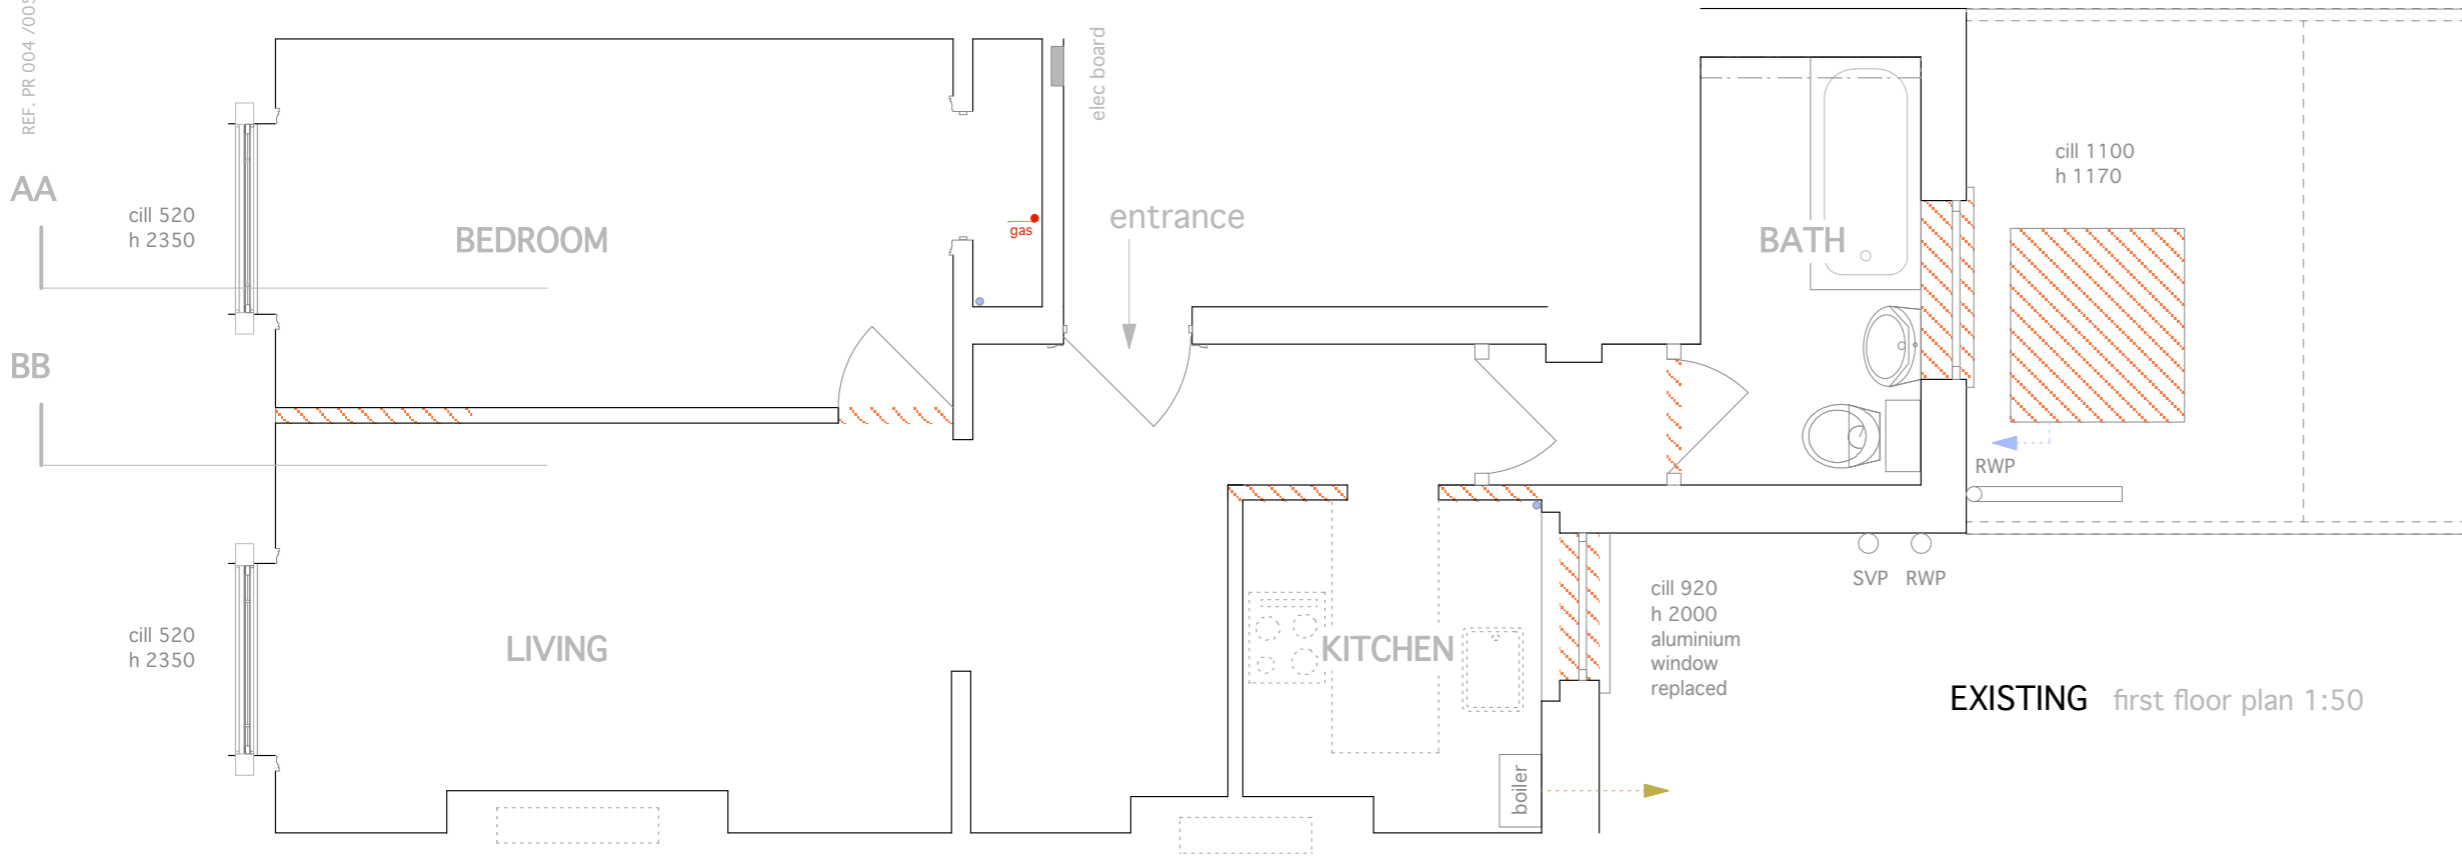 REF. PR 004 /005
elec board
AA
cill 520
h 2350
BEDROOM
gas
entrance
BATH
cill 1100
h 1170
BB
RWP
SVP RWP
cill 520
h 2350
LIVING
KITCHEN
cill 920
h 2000
aluminium
window
replaced
boiler
EXISTING first floor plan 1:50